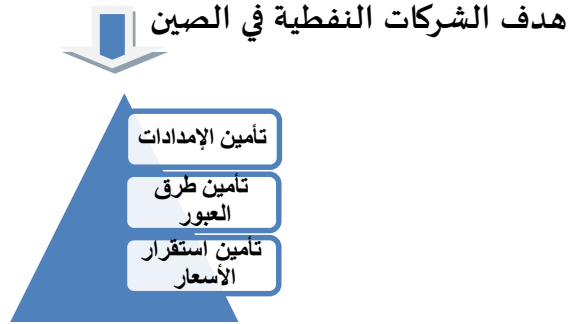 هدف الشركات النفطية في الصين
تأمين الإمدادات
تأمين طرق
العبور
تأمين استقرار
الأسعار